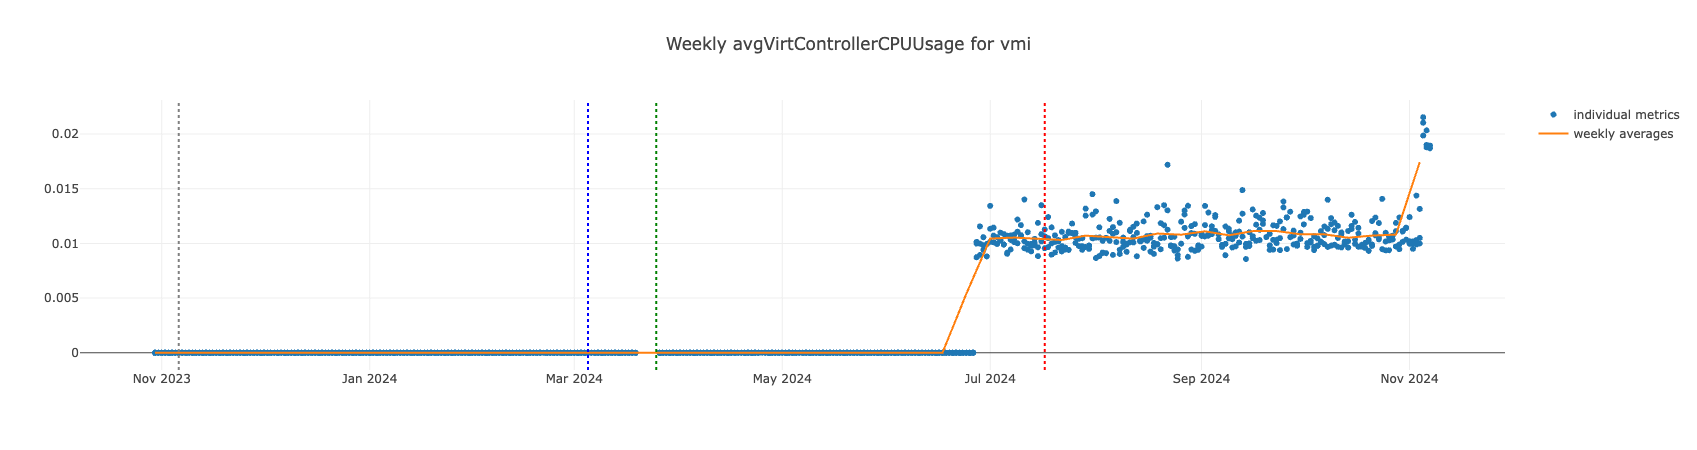 Weekly avgVirtControllerCPUUsage for vmi
individual metrics
weekly averages
0.02
0.015
0.01
0.005
0
Nov 2023
Jan 2024
Mar 2024
May 2024
Jul 2024
Sep 2024
Nov 2024